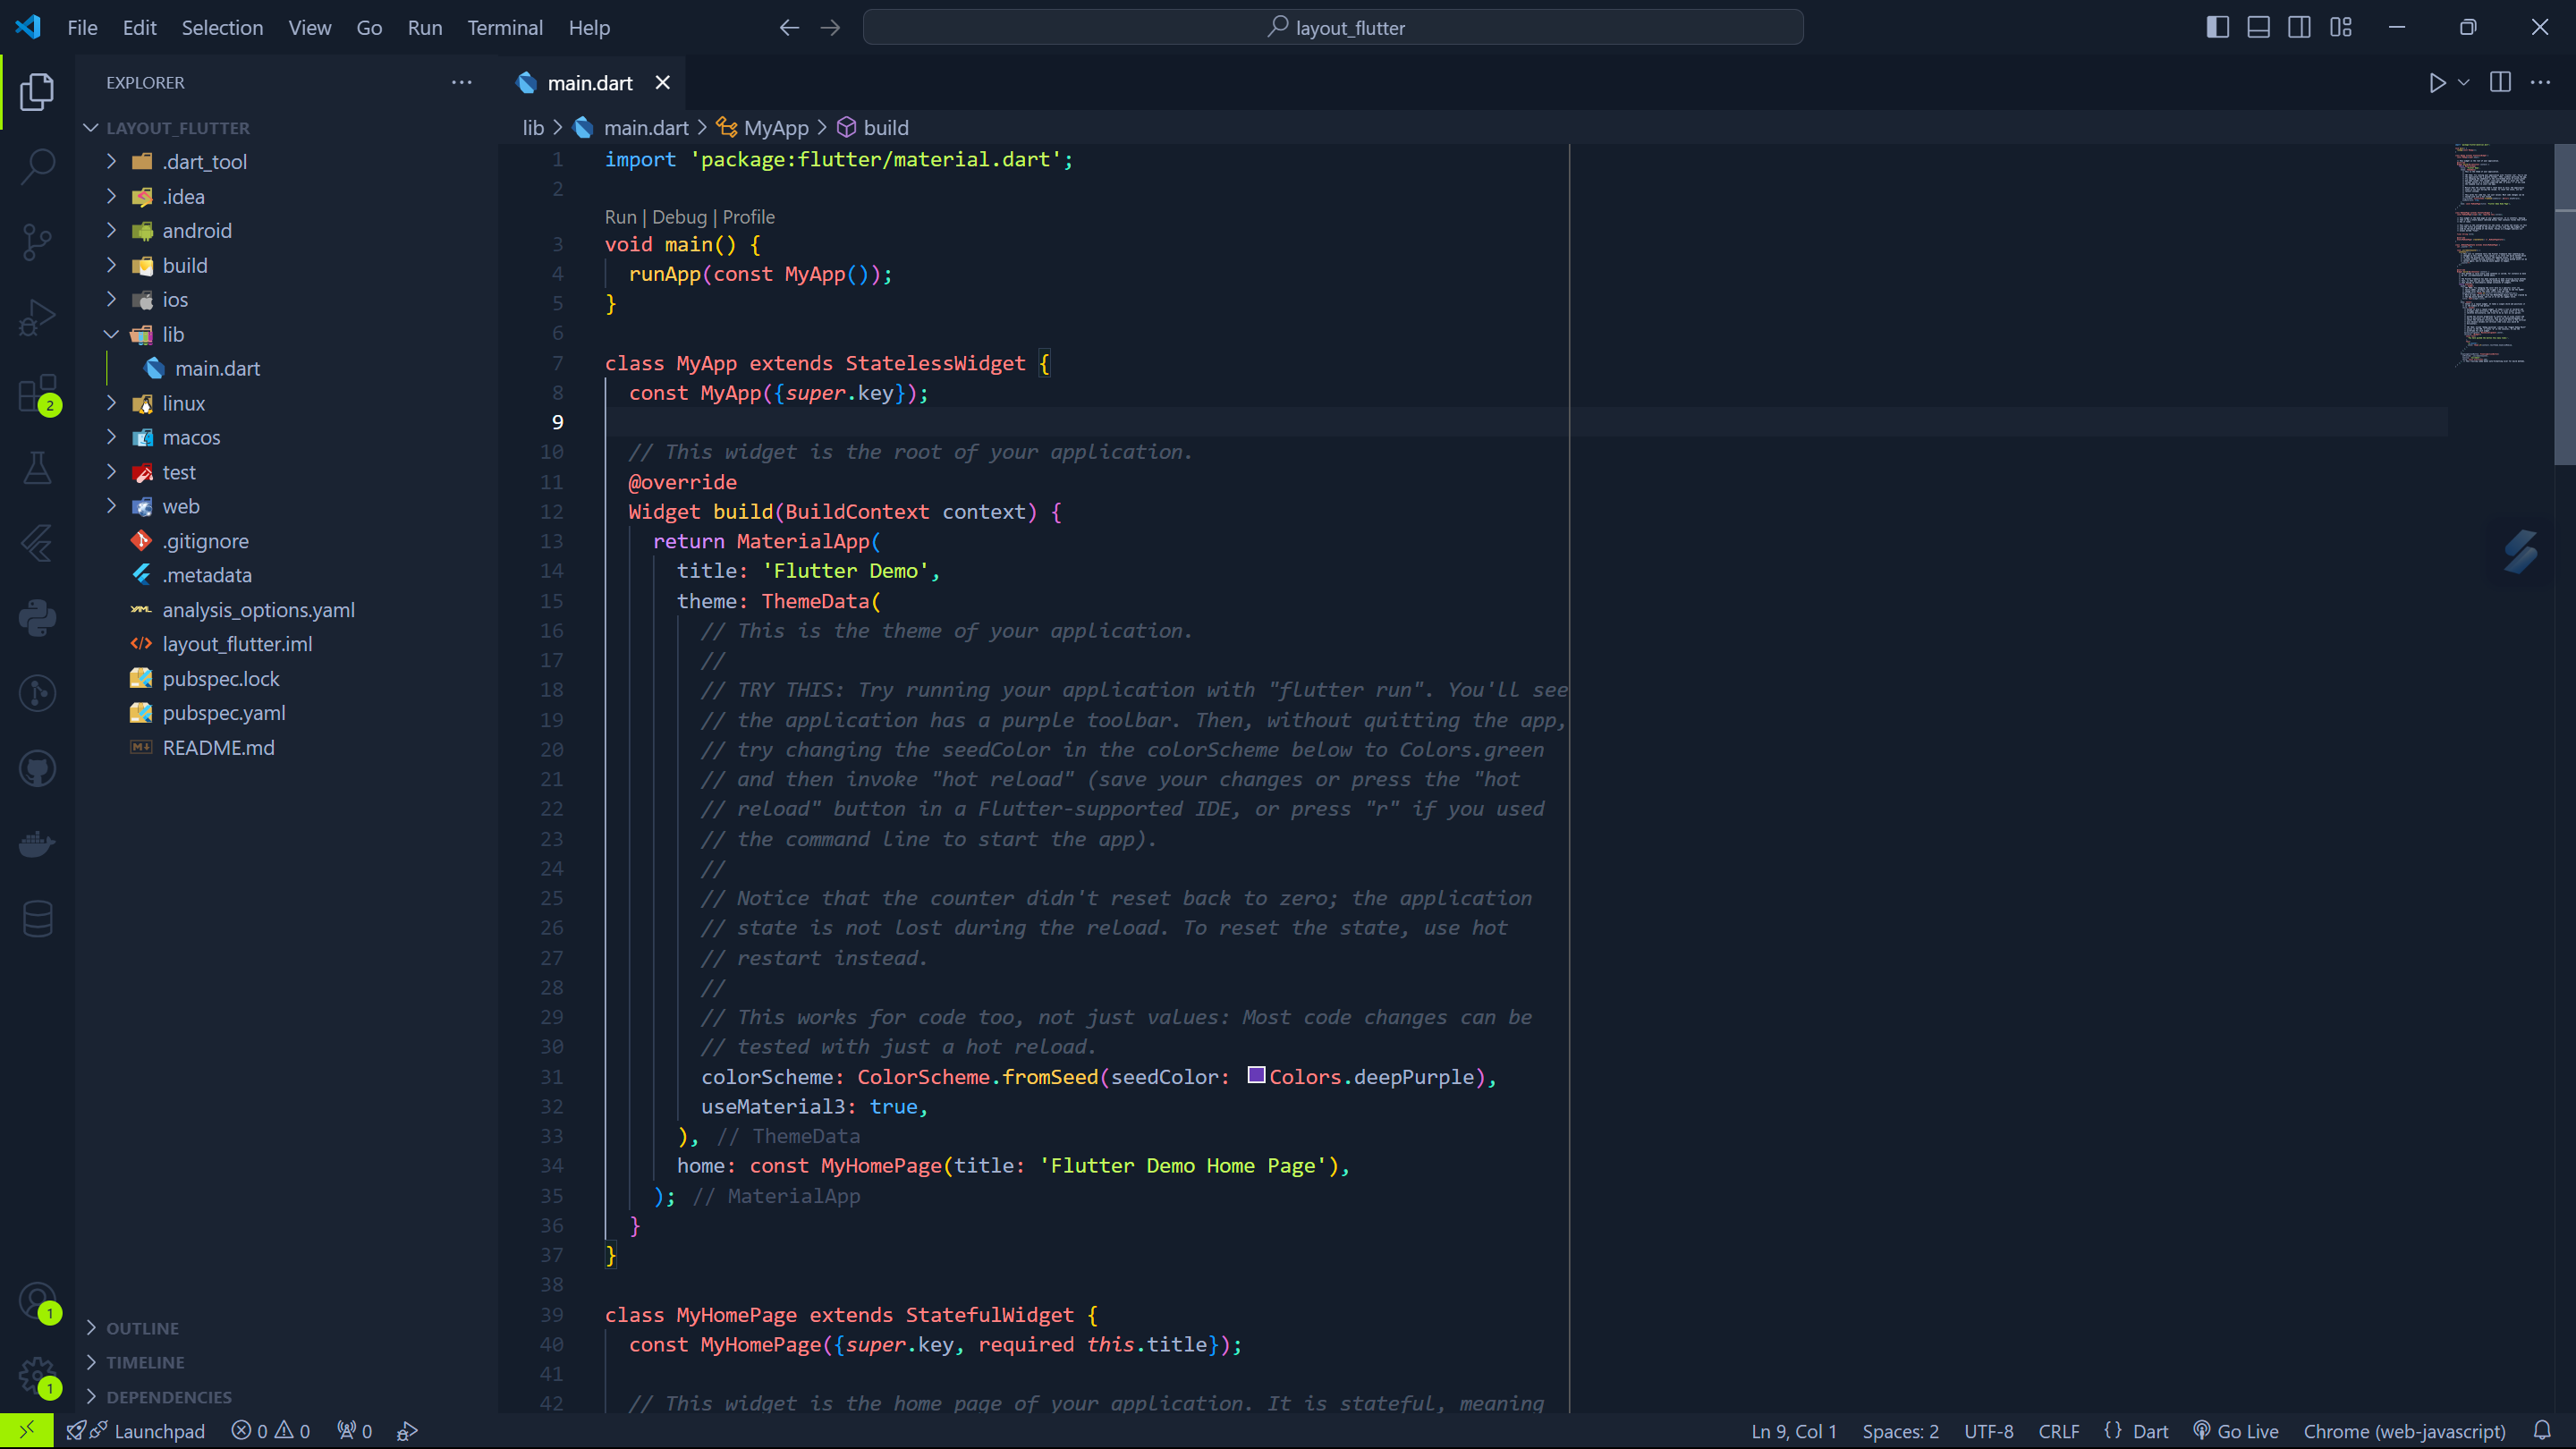 File Edit Selection View Go Run Terminal Help
layout_flutter
EXPLORER
LAYOUT_FLUTTER
.dart_tool
.idea
android
build
ios
lib
main.dart
linux
macos
test
web
.gitignore
.metadata
analysis_options.yaml
layout_flutter.iml
pubspec.lock
pubspec.yaml
README.md
OUTLINE
TIMELINE
DEPENDENCIES
2
1
1
main.dart
lib > main.dart > MyApp > build
1 import 'package:flutter/material.dart';
2
Run | Debug | Profile
3 void main() {
4 runApp(const MyApp());
5 }
6
7 class MyApp extends StatelessWidget {
8 const MyApp({super.key});
9
10 // This widget is the root of your application.
11 @override
12 Widget build(BuildContext context) {
13 return MaterialApp(
14 title: 'Flutter Demo',
15 theme: ThemeData(
16 // This is the theme of your application.
17 //
18 // TRY THIS: Try running your application with "flutter run". You'll see
19 // the application has a purple toolbar. Then, without quitting the app,
20 // try changing the seedColor in the colorScheme below to Colors.green
21 // and then invoke "hot reload" (save your changes or press the "hot
22 // reload" button in a Flutter-supported IDE, or press "r" if you used
23 // the command line to start the app).
24 //
25 // Notice that the counter didn't reset back to zero; the application
26 // state is not lost during the reload. To reset the state, use hot
27 // restart instead.
28 //
29 // This works for code too, not just values: Most code changes can be
30 // tested with just a hot reload.
31 colorScheme: ColorScheme.fromSeed(seedColor: Colors.deepPurple),
32 useMaterial3: true,
33 ), // ThemeData
34 home: const MyHomePage(title: 'Flutter Demo Home Page'),
35 ); // MaterialApp
36 }
37 }
38
39 class MyHomePage extends StatefulWidget {
40 const MyHomePage({super.key, required this.title});
41
42 // This widget is the home page of your application. It is stateful, meaning
Launchpad 0 0 0
Ln 9, Col 1 Spaces: 2 UTF-8 CRLF {} Dart Go Live Chrome (web-javascript)